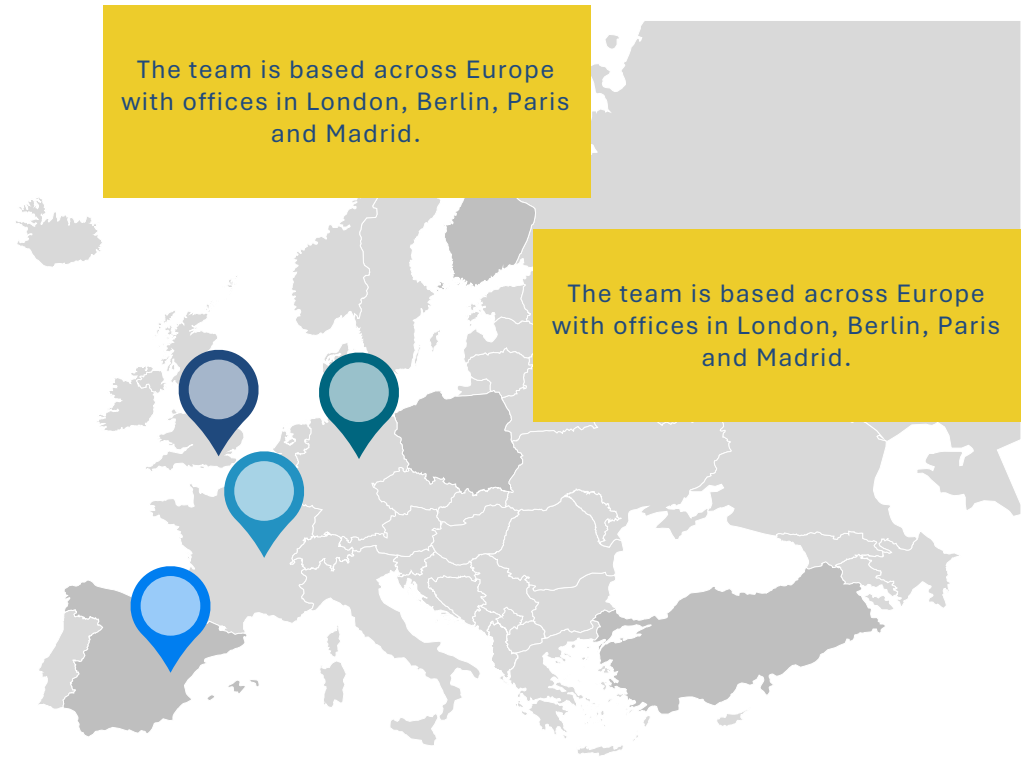 The team is based across Europe
with offices in London, Berlin, Paris
and Madrid.
The team is based across Europe
with offices in London, Berlin, Paris
and Madrid.